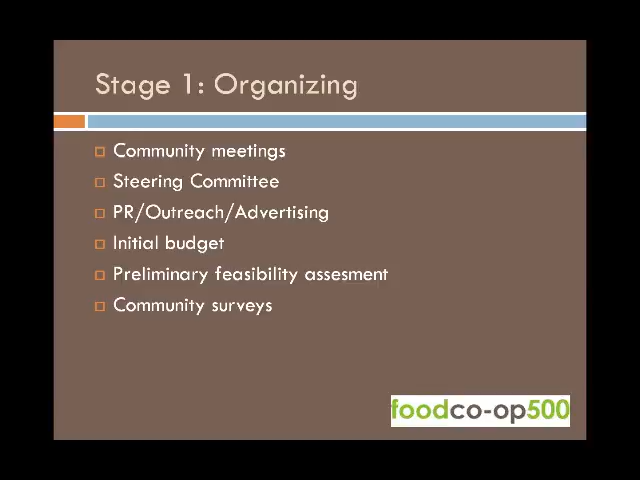 Stage 1: Organizing
Community meetings
Steering Committee
PR/Outreach/Advertising
Initial budget
Preliminary feasibility assesment
Community surveys
foodco-op500